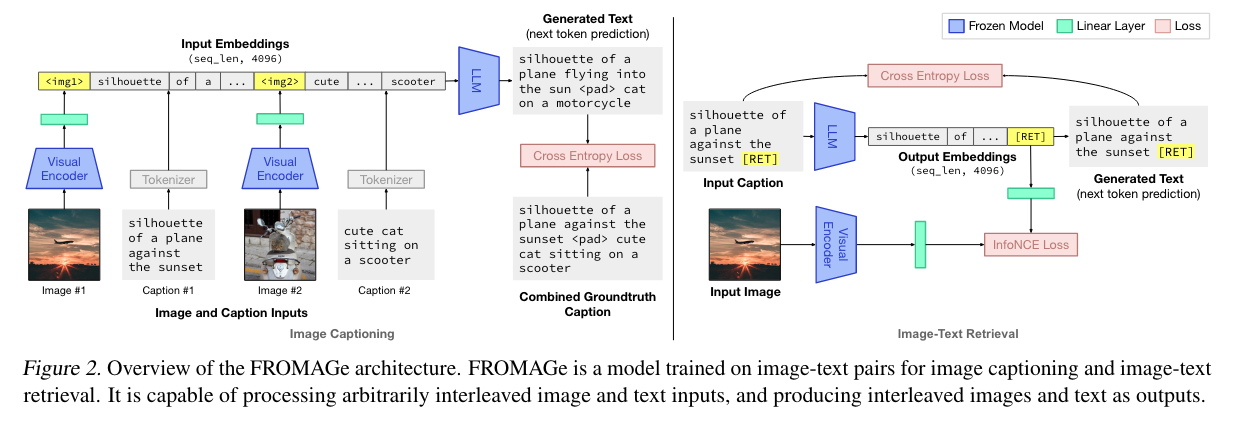 Input Embeddings
(seq_len, 4096)
<img1> silhouette of a ... <img2> cute ... scooter
LLM
Visual
Encoder
Tokenizer
Visual
Encoder
Tokenizer
silhouette
of a plane
against
the sunset
cute cat
sitting on
a scooter
Image #1
Caption #1
Image #2
Caption #2
Image and Caption Inputs
Generated Text
(next token prediction)
silhouette of a
plane flying into
the sun <pad> cat
on a motorcycle
Cross Entropy Loss
silhouette of a
plane against the
sunset <pad> cute
cat sitting on a
scooter
Combined Groundtruth
Caption
Image Captioning
Frozen Model
Linear Layer
Loss
Cross Entropy Loss
silhouette of
a plane
against the
sunset [RET]
Input Caption
LLM
silhouette of ... [RET]
Output Embeddings
(seq_len, 4096)
silhouette of a
plane against
the sunset [RET]
Generated Text
(next token prediction)
Input Image
Visual
Encoder
InfoNCE Loss
Image-Text Retrieval
Figure 2. Overview of the FROMAGe architecture. FROMAGe is a model trained on image-text pairs for image captioning and image-text
retrieval. It is capable of processing arbitrarily interleaved image and text inputs, and producing interleaved images and text as outputs.